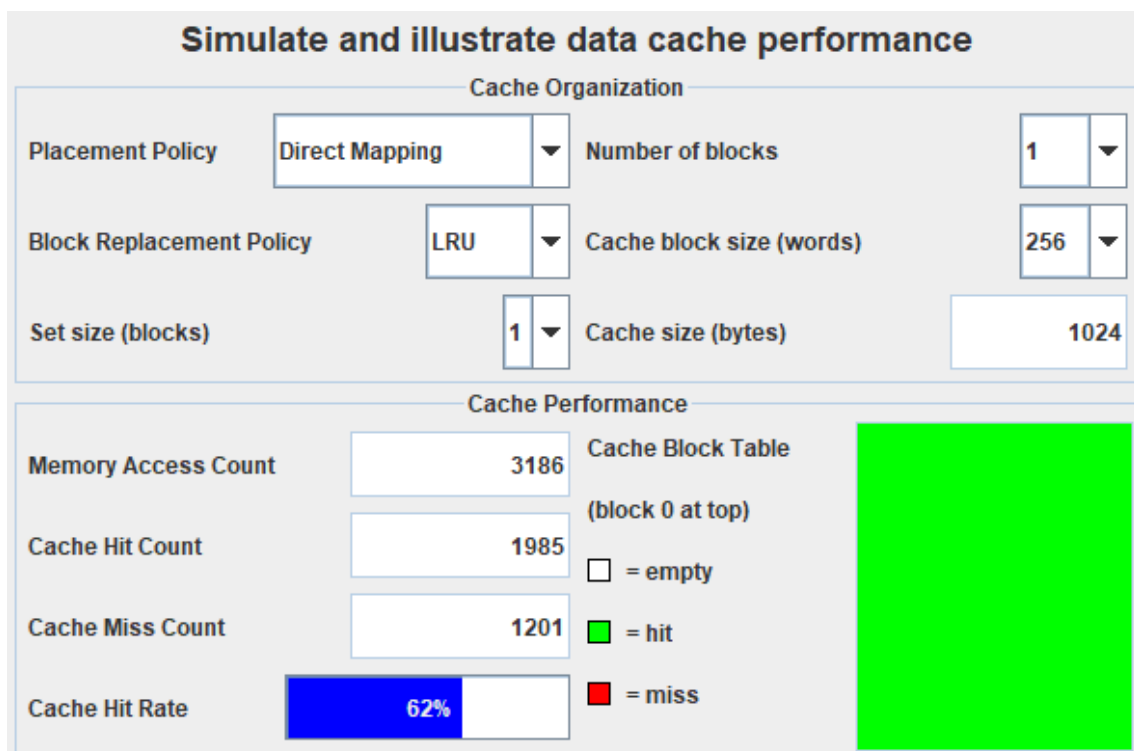 Simulate and illustrate data cache performance
Cache Organization
Placement Policy Direct Mapping Number of blocks 1
Block Replacement Policy LRU Cache block size (words) 256
Set size (blocks) 1 Cache size (bytes) 1024
Cache Performance
Memory Access Count 3186 Cache Block Table
(block 0 at top)
Cache Hit Count 1985
= empty
Cache Miss Count 1201 = hit
Cache Hit Rate 62% = miss